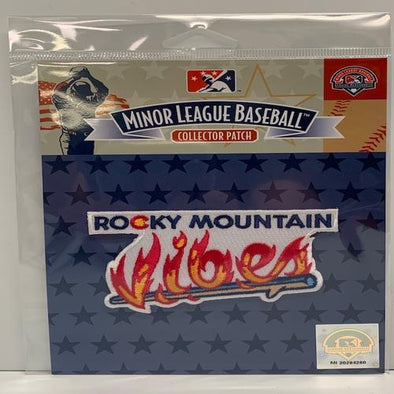 MINOR LEAGUE BASEBALL™
COLLECTOR PATCH
ROCKY MOUNTAIN
Vibes